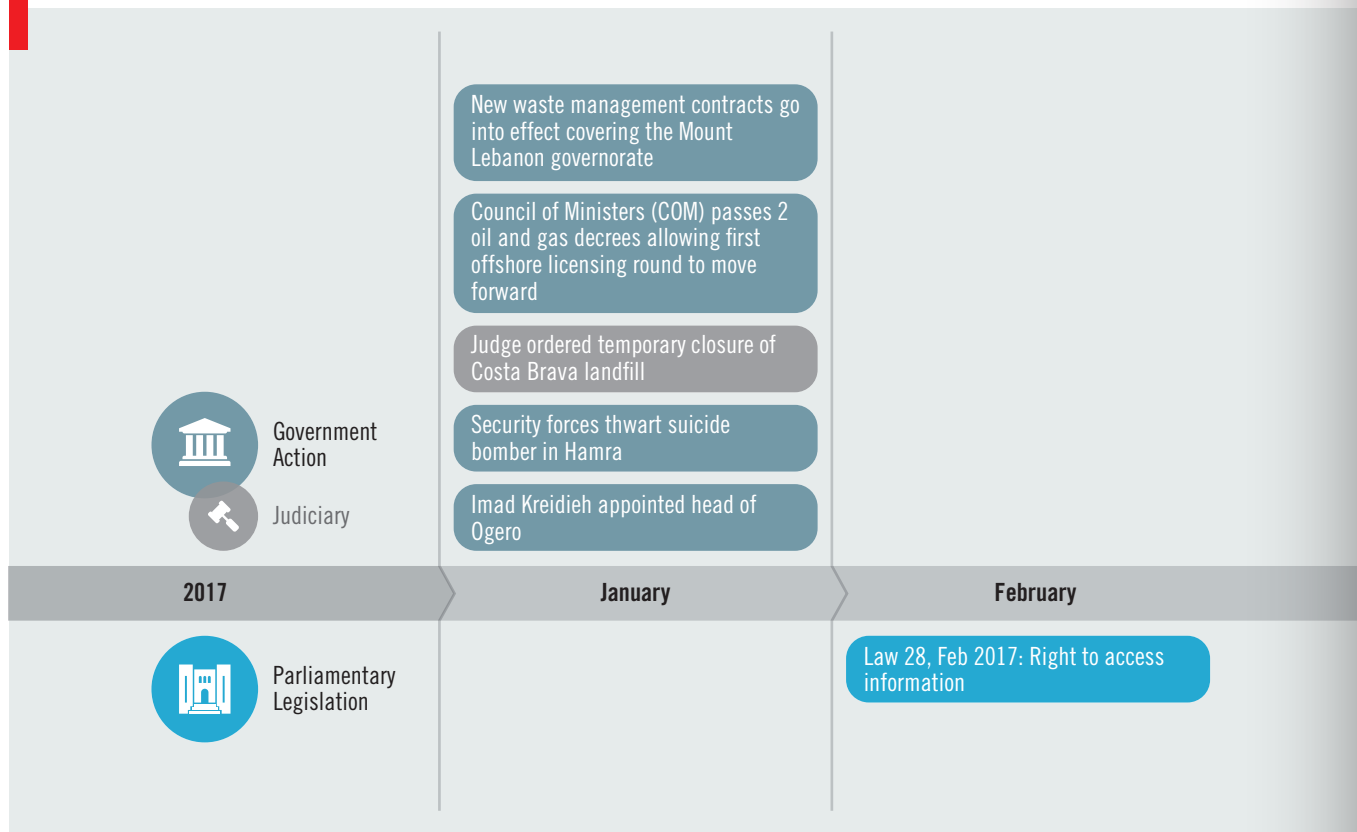 New waste management contracts go
into effect covering the Mount
Lebanon governorate
Council of Ministers (COM) passes 2
oil and gas decrees allowing first
offshore licensing round to move
forward
Judge ordered temporary closure of
Costa Brava landfill
Security forces thwart suicide
bomber in Hamra
Imad Kreidieh appointed head of
Ogero
Government
Action
Judiciary
2017
January
February
Parliamentary
Legislation
Law 28, Feb 2017: Right to access
information